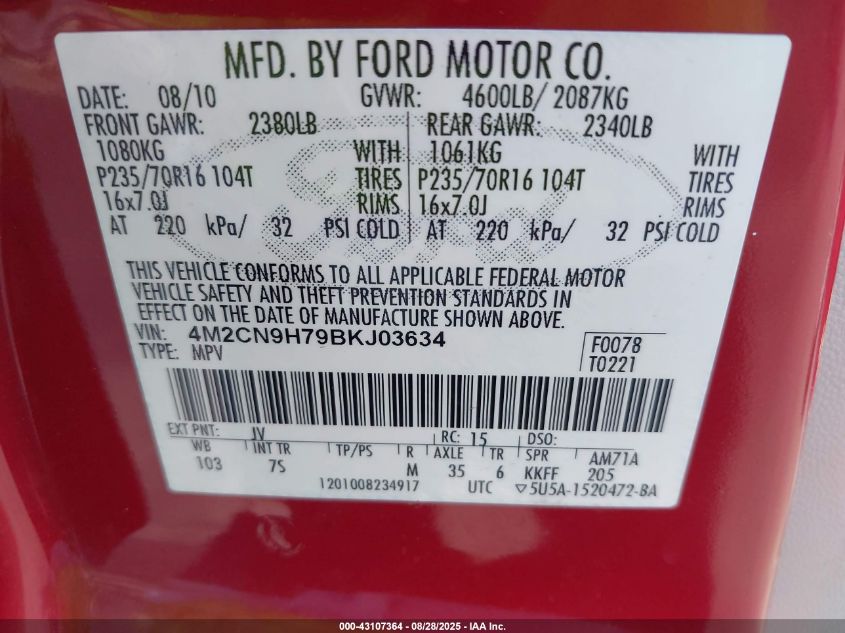 MFD. BY FORD MOTOR CO.
DATE: 08/10 GVWR: 4600LB/ 2087KG
FRONT GAWR: 2380LB REAR GAWR: 2340LB
1080KG WITH 1061KG WITH
P235/70R16 104T TIRES P235/70R16 104T TIRES
16x7.0J RIMS 16x7.0J RIMS
AT 220 kPa/ 32 PSI COLD AT 220 kPa/ 32 PSI COLD
THIS VEHICLE CONFORMS TO ALL APPLICABLE FEDERAL MOTOR
VEHICLE SAFETY AND THEFT PREVENTION STANDARDS IN
EFFECT ON THE DATE OF MANUFACTURE SHOWN ABOVE.
VIN: 4M2CN9H79BKJ03634 F0078
TYPE: MPV T0221
EXT PNT: JV RC: 15 DSO:
WB INT TR TP/PS R AXLE TR SPR AM71A
103 7S M 35 6 KKFF 205
1201008234917 UTC ▽5U5A-1520472-BA
000-43107364 | 08/28/2025 - IAA Inc.